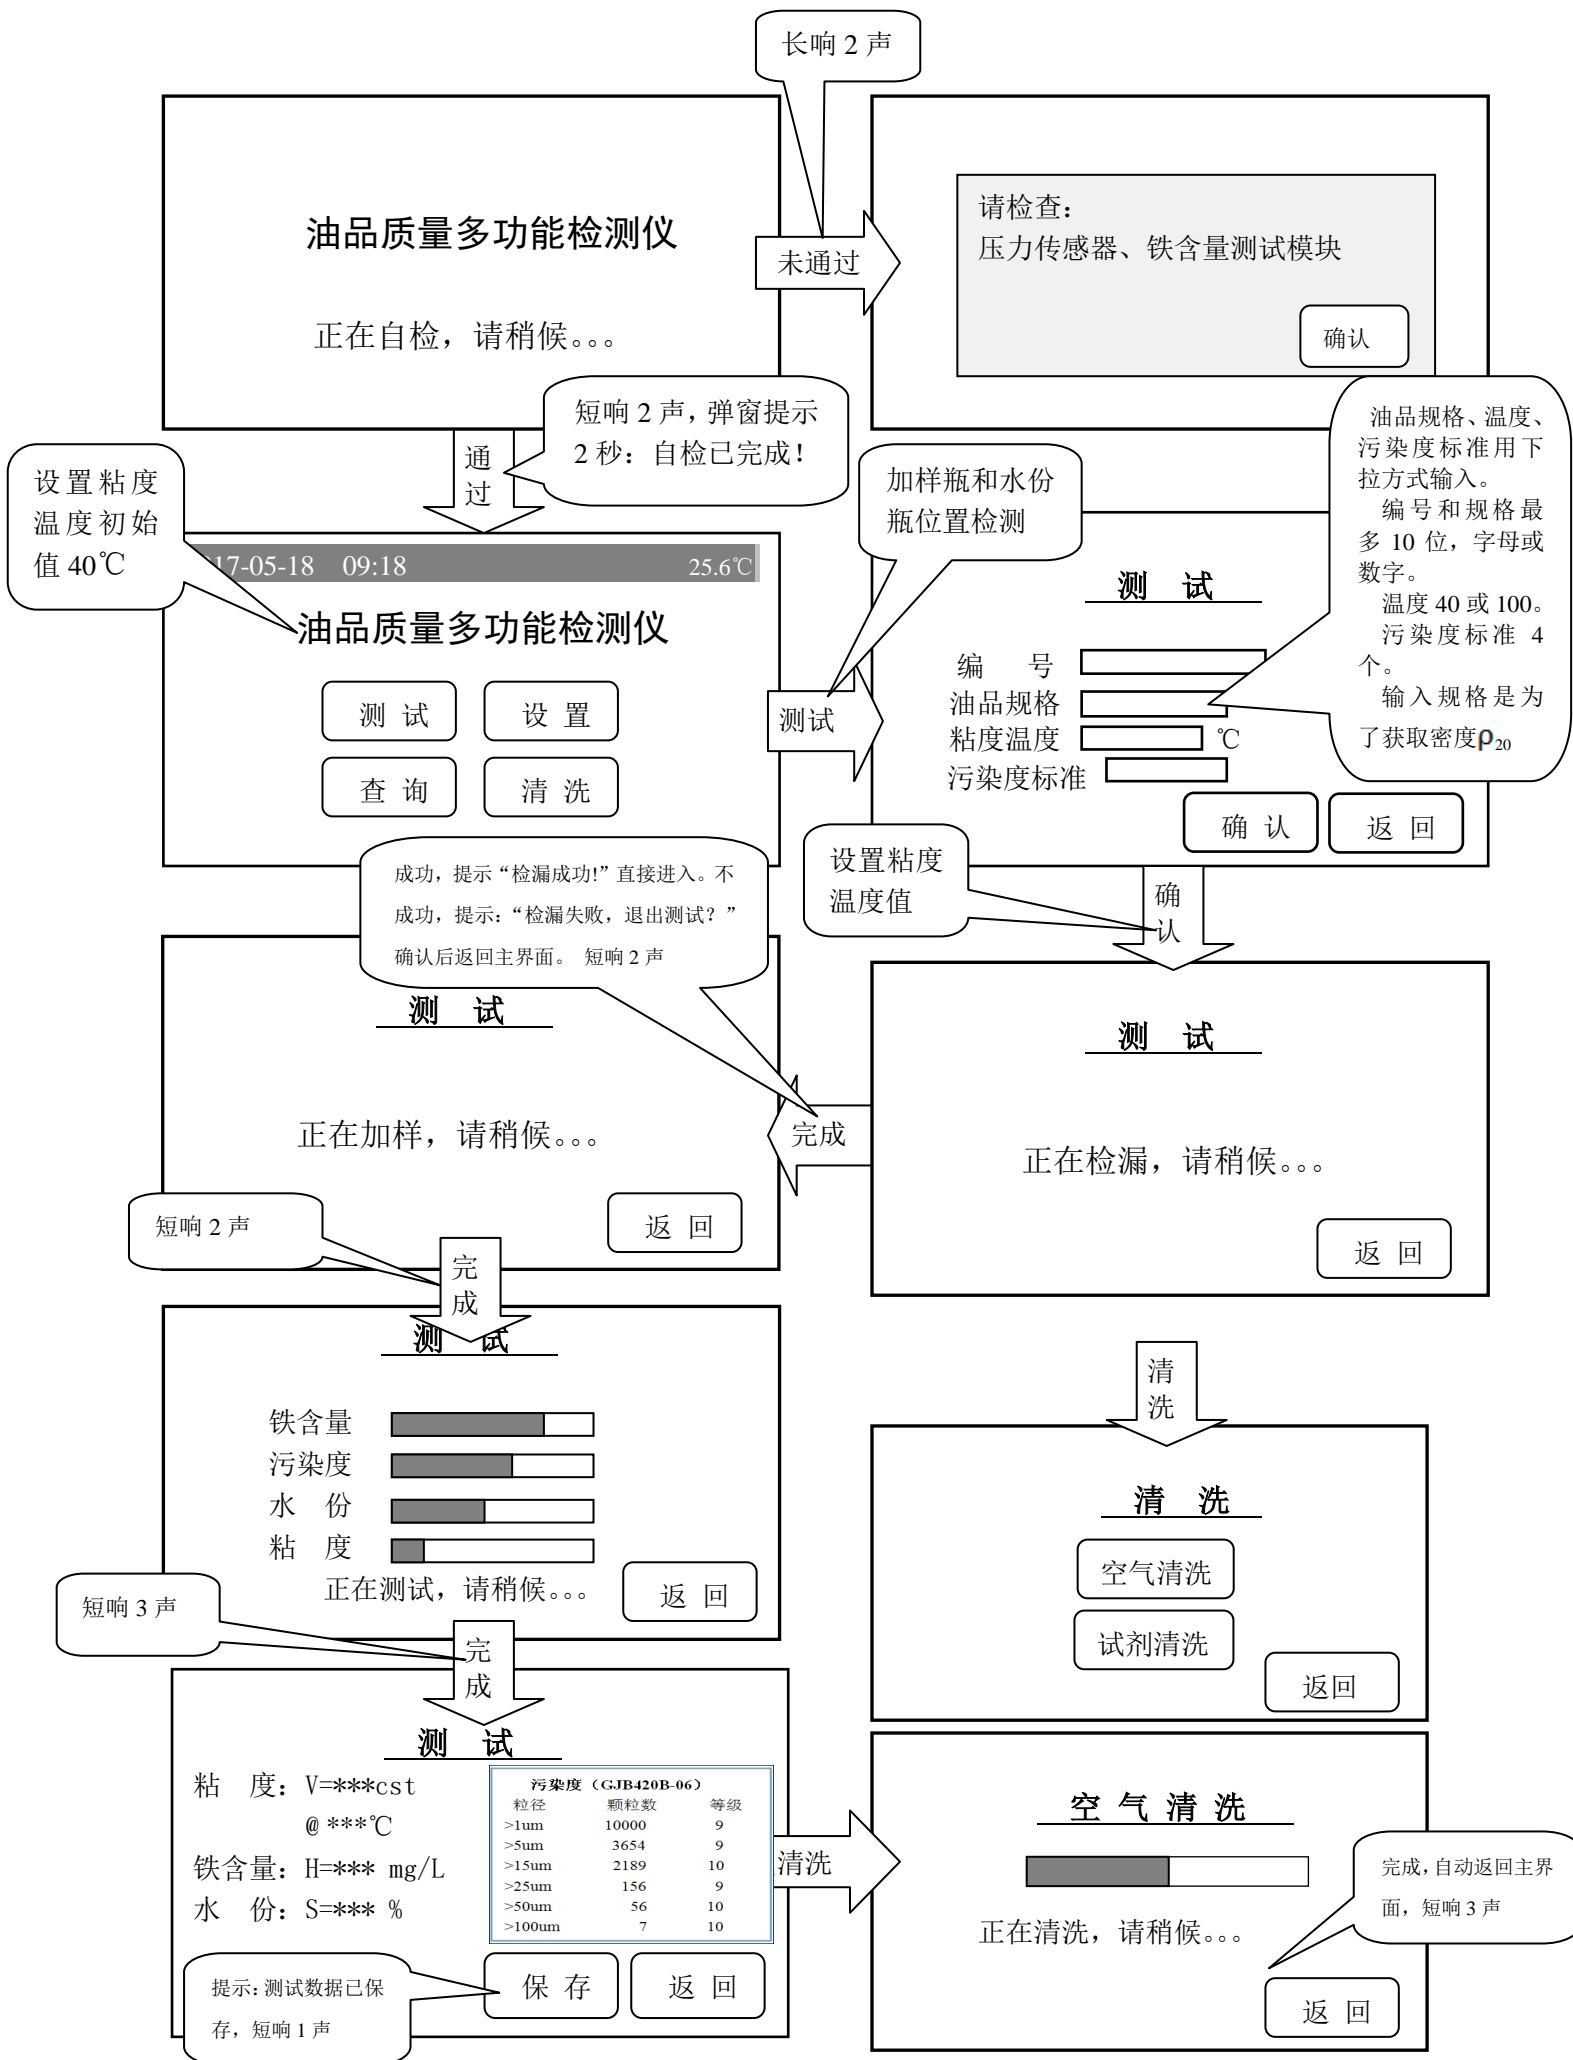 长响 2 声
油品质量多功能检测仪
正在自检，请稍候。。。
未通过
请检查：
压力传感器、铁含量测试模块
确认
通
过
短响 2 声，弹窗提示
2 秒：自检已完成！
设置粘度
温度初始
值 40℃
17-05-18 09:18
25.6℃
油品质量多功能检测仪
测 试
设 置
查 询
清 洗
测试
加样瓶和水份
瓶位置检测
测 试
编 号
油品规格
粘度温度
℃
污染度标准
确 认
返 回
油品规格、温度、
污染度标准用下
拉方式输入。
编号和规格最
多 10 位，字母或
数字。
温度 40 或 100。
污染度标准 4
个。
输入规格是为
了获取密度ρ20
设置粘度
温度值
确
认
成功，提示“检漏成功!”直接进入。不
成功，提示：“检漏失败，退出测试？”
确认后返回主界面。 短响 2 声
测 试
正在检漏，请稍候。。。
返 回
完成
测 试
正在加样，请稍候。。。
返 回
短响 2 声
完
成
测 试
铁含量
污染度
水 份
粘 度
正在测试，请稍候。。。
返 回
短响 3 声
完
成
测 试
粘 度：V=***cst
@ ***℃
铁含量：H=*** mg/L
水 份：S=*** %
污染度（GJB420B-06）
粒径 颗粒数 等级
>1um 10000 9
>5um 3654 9
>15um 2189 10
>25um 156 9
>50um 56 10
>100um 7 10
保 存
返 回
提示：测试数据已保
存，短响 1 声
清
洗
清 洗
空气清洗
试剂清洗
返回
清洗
空 气 清 洗
正在清洗，请稍候。。。
返 回
完成，自动返回主界
面，短响 3 声